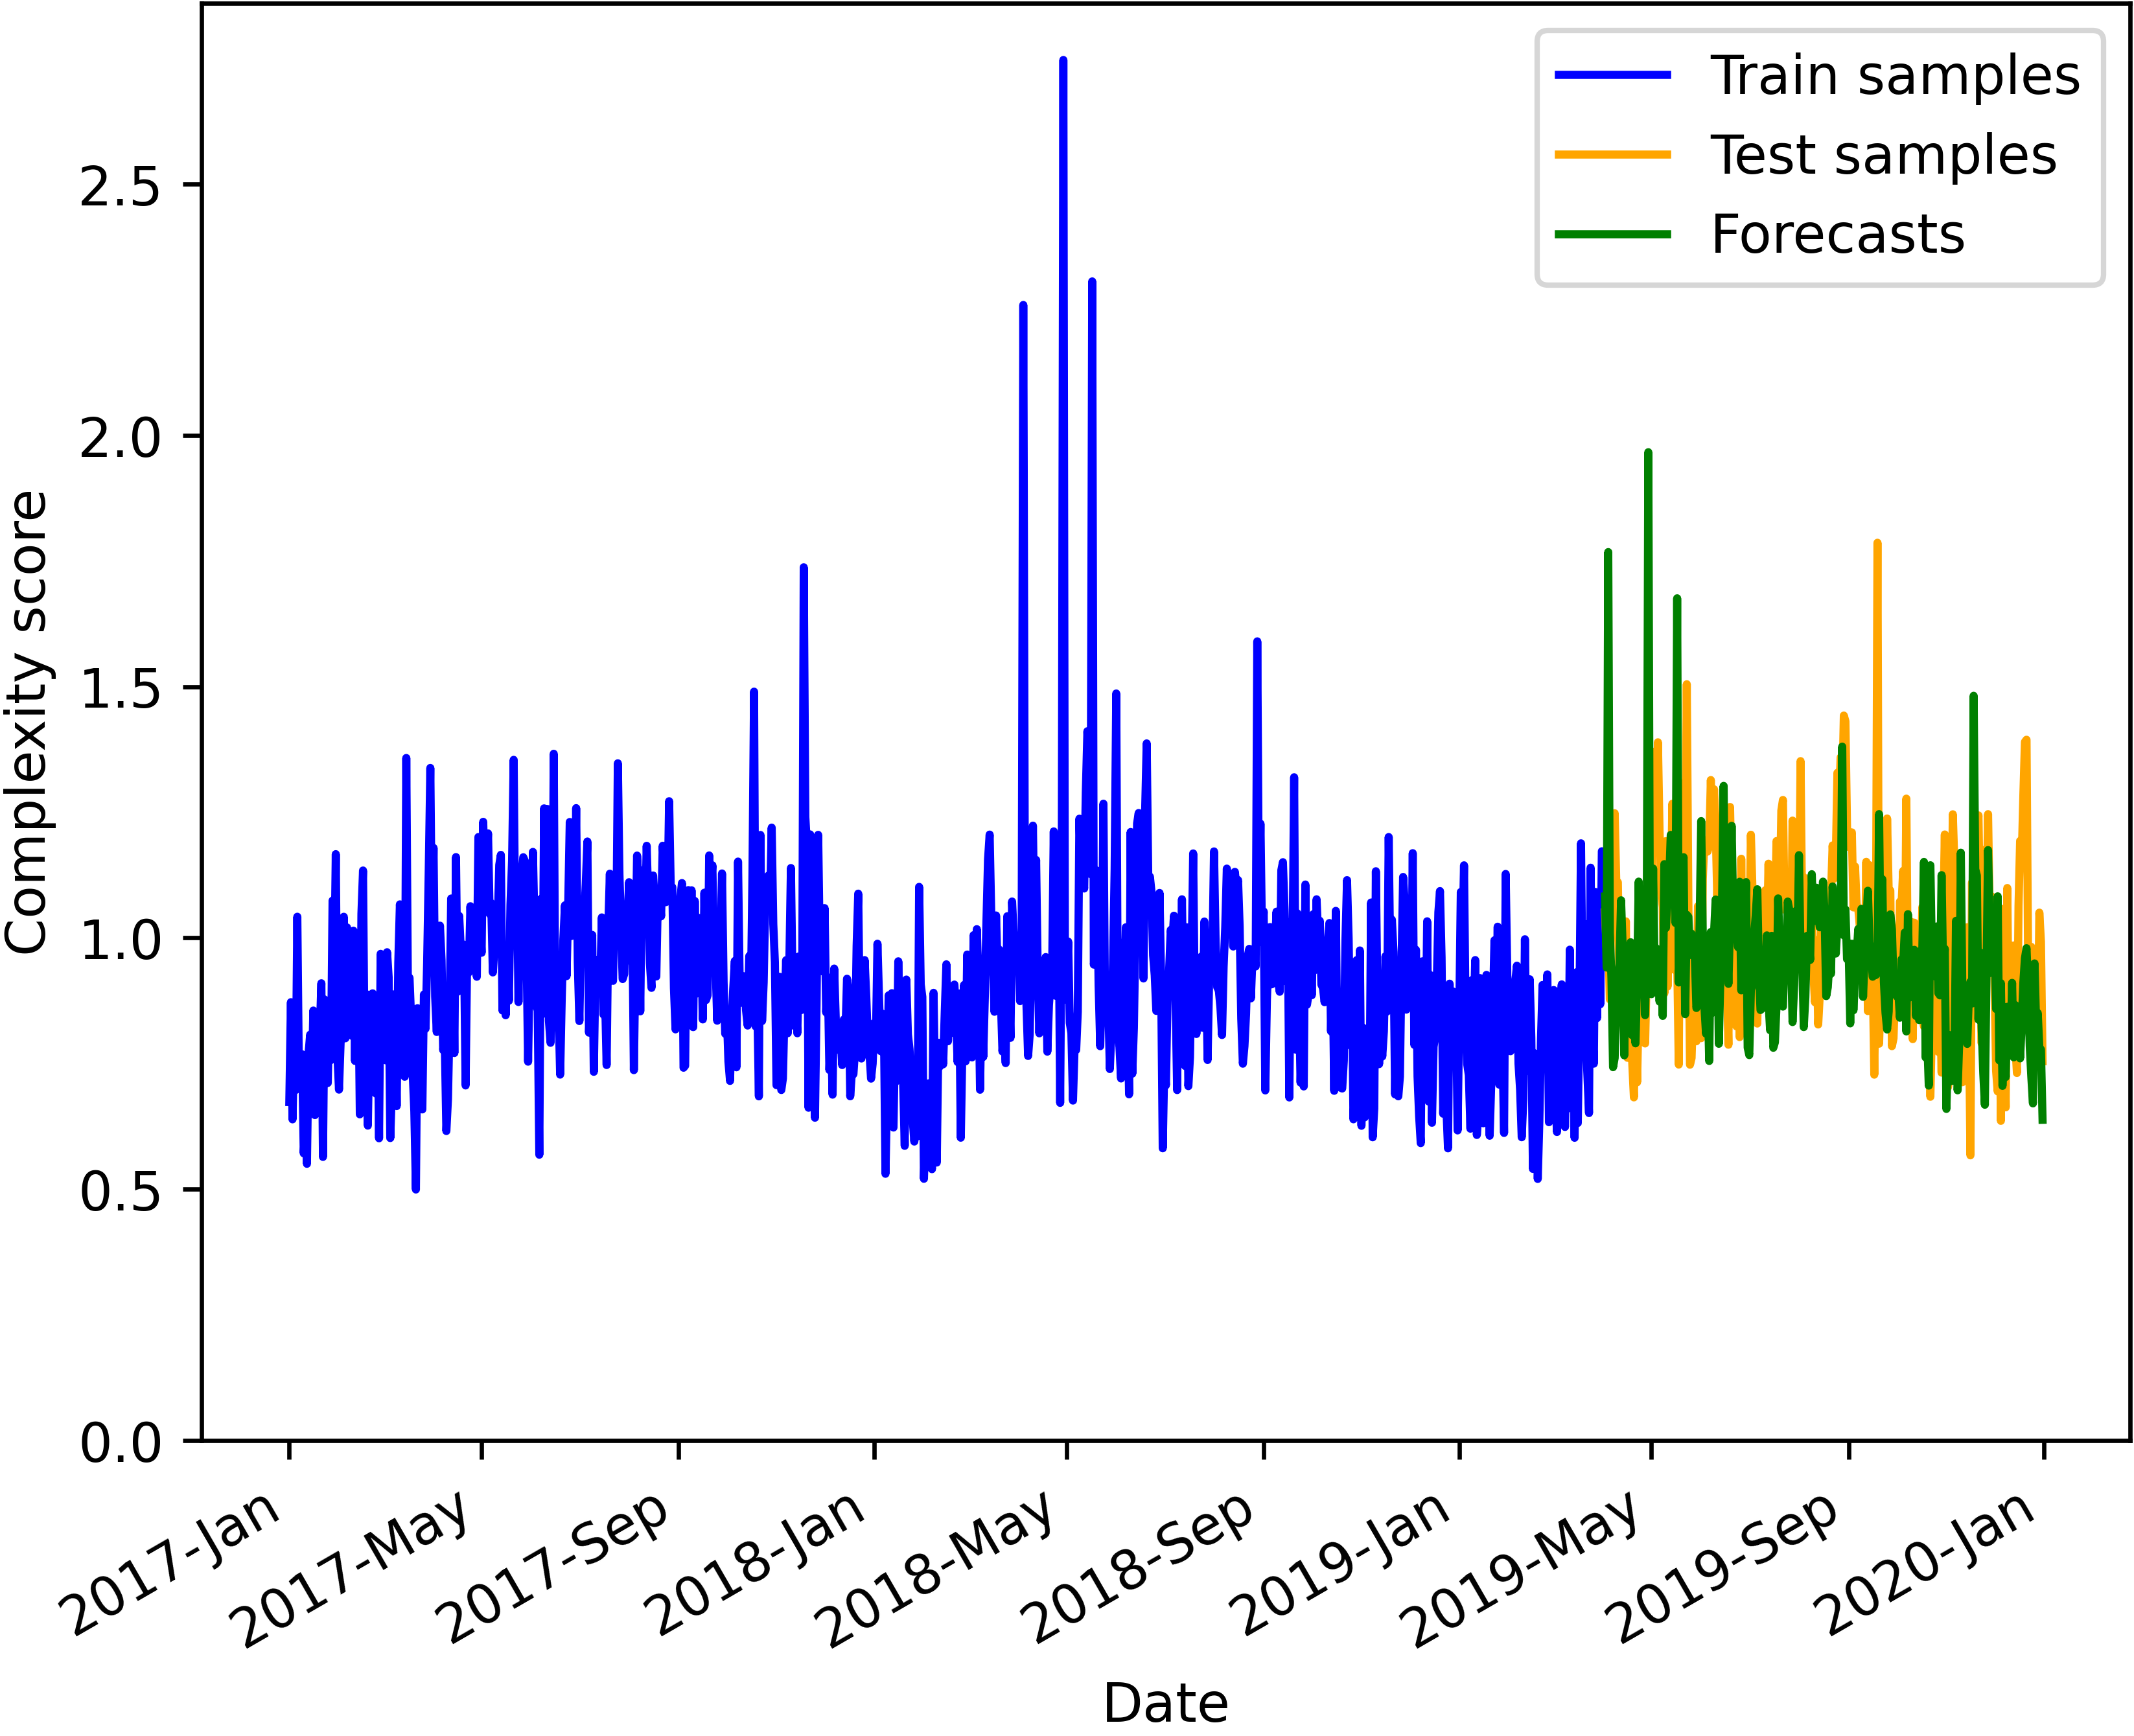 Train samples
Test samples
Forecasts
Complexity score
2.5
2.0
1.5
1.0
0.5
0.0
2017-Jan
2017-May
2017-Sep
2018-Jan
2018-May
2018-Sep
2019-Jan
2019-May
2019-Sep
2020-Jan
Date